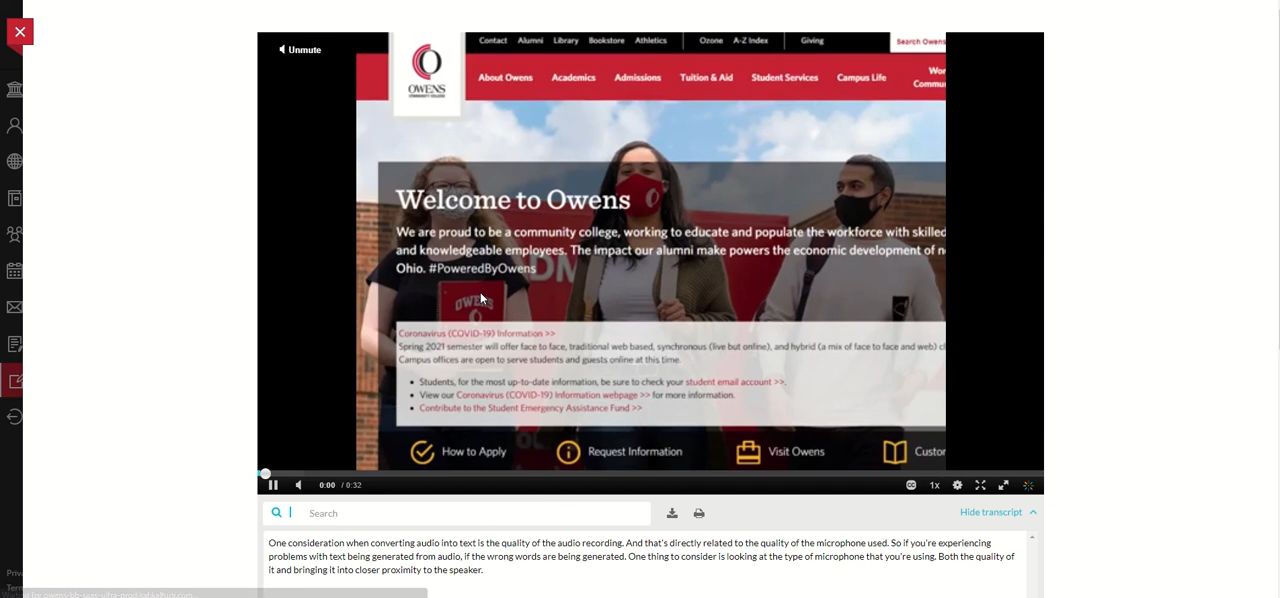 Unmute
Contact Alumni Library Bookstore Athletics Ozone A-Z Index Giving Search Owens
OWENS
COMMUNITY COLLEGE
About Owens Academics Admissions Tuition & Aid Student Services Campus Life Wor
Commu
Welcome to Owens
We are proud to be a community college, working to educate and populate the workforce with skilled
and knowledgeable employees. The impact our alumni make powers the economic development of n
Ohio. #PoweredByOwens
OWENS
Coronavirus (COVID-19) Information >>
Spring 2021 semester will offer face to face, traditional web based, synchronous (live but online), and hybrid (a mix of face to face and web) cl
Campus offices are open to serve students and guests online at this time.
• Students, for the most up-to-date information, be sure to check your student email account >>.
• View our Coronavirus (COVID-19) Information webpage >> for more information.
• Contribute to the Student Emergency Assistance Fund >>
How to Apply Request Information Visit Owens Custo
0:00 / 0:32 CC 1x
Search Hide transcript
One consideration when converting audio into text is the quality of the audio recording. And that's directly related to the quality of the microphone used. So if you're experiencing
problems with text being generated from audio, if the wrong words are being generated. One thing to consider is looking at the type of microphone that you're using. Both the quality of
it and bringing it into closer proximity to the speaker.
Priv
Term